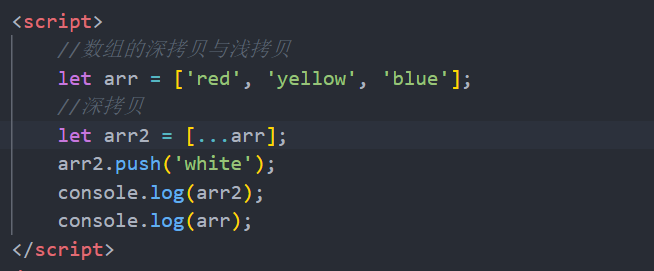 <script>
//数组的深拷贝与浅拷贝
let arr = ['red', 'yellow', 'blue'];
//深拷贝
let arr2 = [...arr];
arr2.push('white');
console.log(arr2);
console.log(arr);
</script>